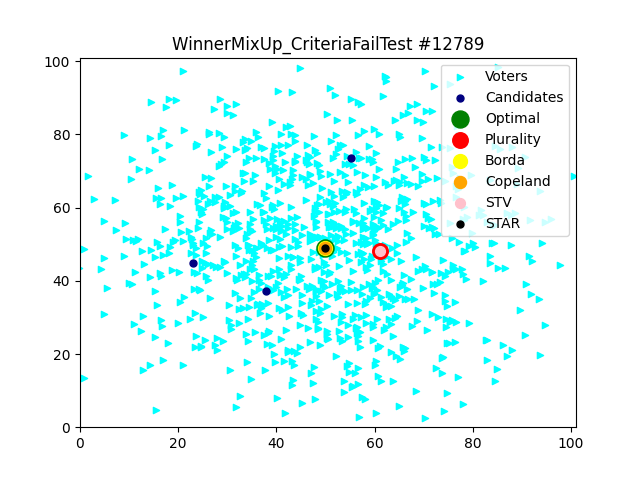 WinnerMixUp_CriteriaFailTest #12789
100
80
60
40
20
0
0 20 40 60 80 100
Voters
Candidates
Optimal
Plurality
Borda
Copeland
STV
STAR